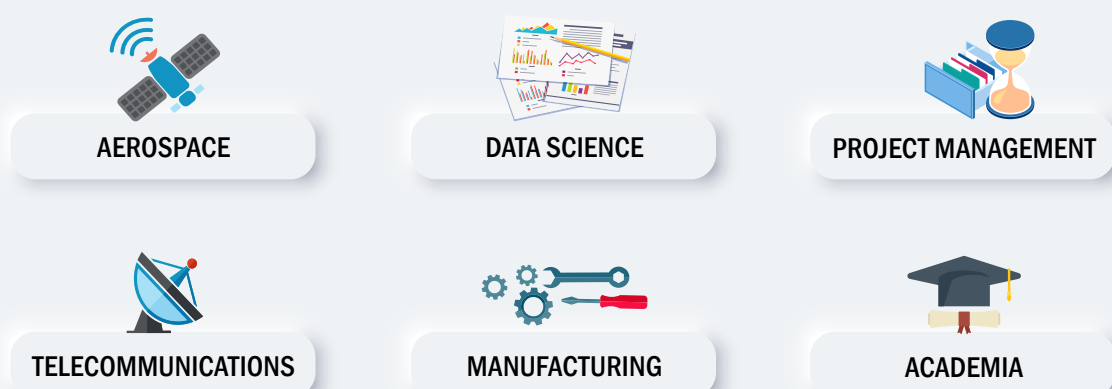 AEROSPACE
DATA SCIENCE
PROJECT MANAGEMENT
TELECOMMUNICATIONS
MANUFACTURING
ACADEMIA